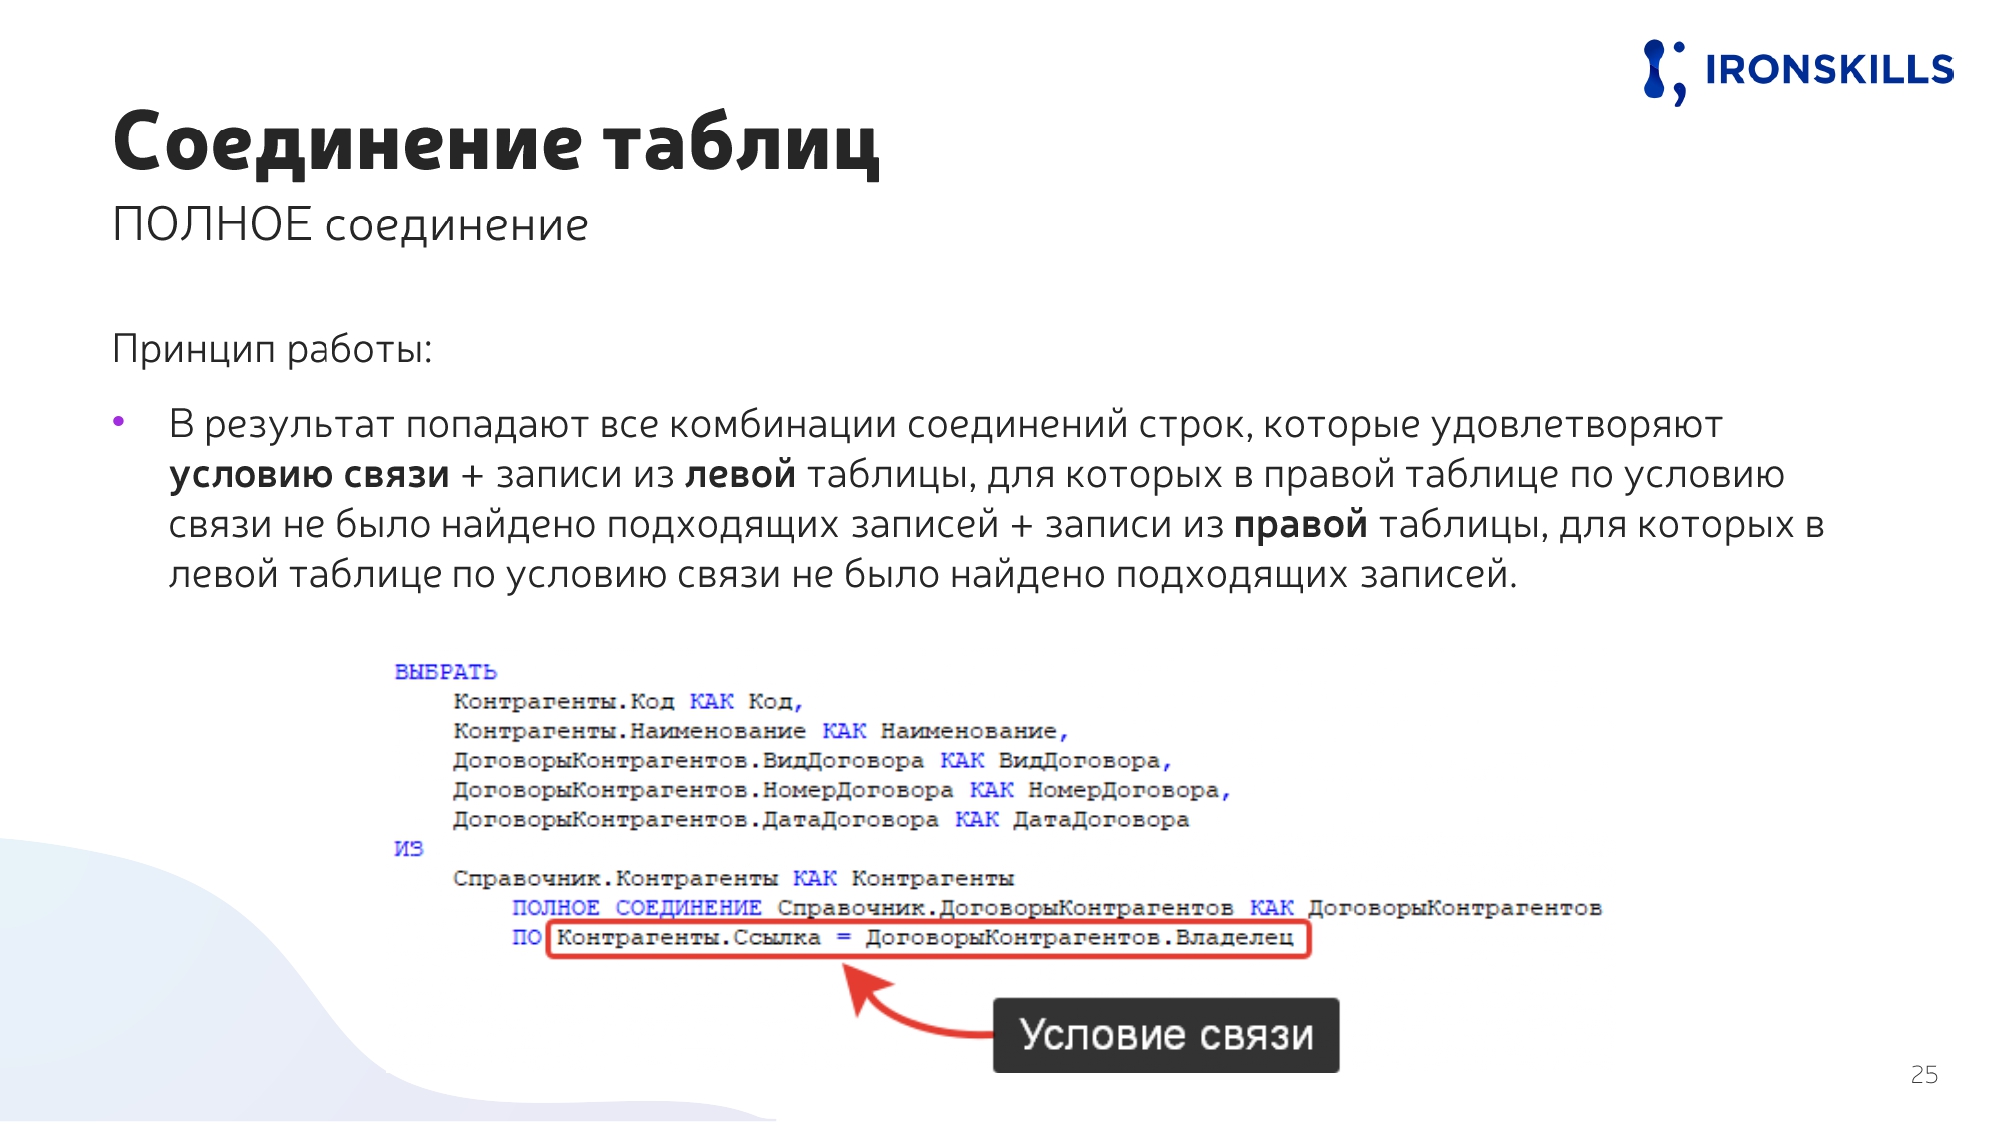 IRONSKILLS
Соединение таблиц
ПОЛНОЕ соединение
Принцип работы:
• В результат попадают все комбинации соединений строк, которые удовлетворяют
условию связи + записи из левой таблицы, для которых в правой таблице по условию
связи не было найдено подходящих записей + записи из правой таблицы, для которых в
левой таблице по условию связи не было найдено подходящих записей.
ВЫБРАТЬ
Контрагенты.Код КАК Код,
Контрагенты.Наименование КАК Наименование,
ДоговорыКонтрагентов.ВидДоговора КАК ВидДоговора,
ДоговорыКонтрагентов.НомерДоговора КАК НомерДоговора,
ДоговорыКонтрагентов.ДатаДоговора КАК ДатаДоговора
ИЗ
Справочник.Контрагенты КАК Контрагенты
ПОЛНОЕ СОЕДИНЕНИЕ Справочник.ДоговорыКонтрагентов КАК ДоговорыКонтрагентов
ПО Контрагенты.Ссылка = ДоговорыКонтрагентов.Владелец
Условие связи
25